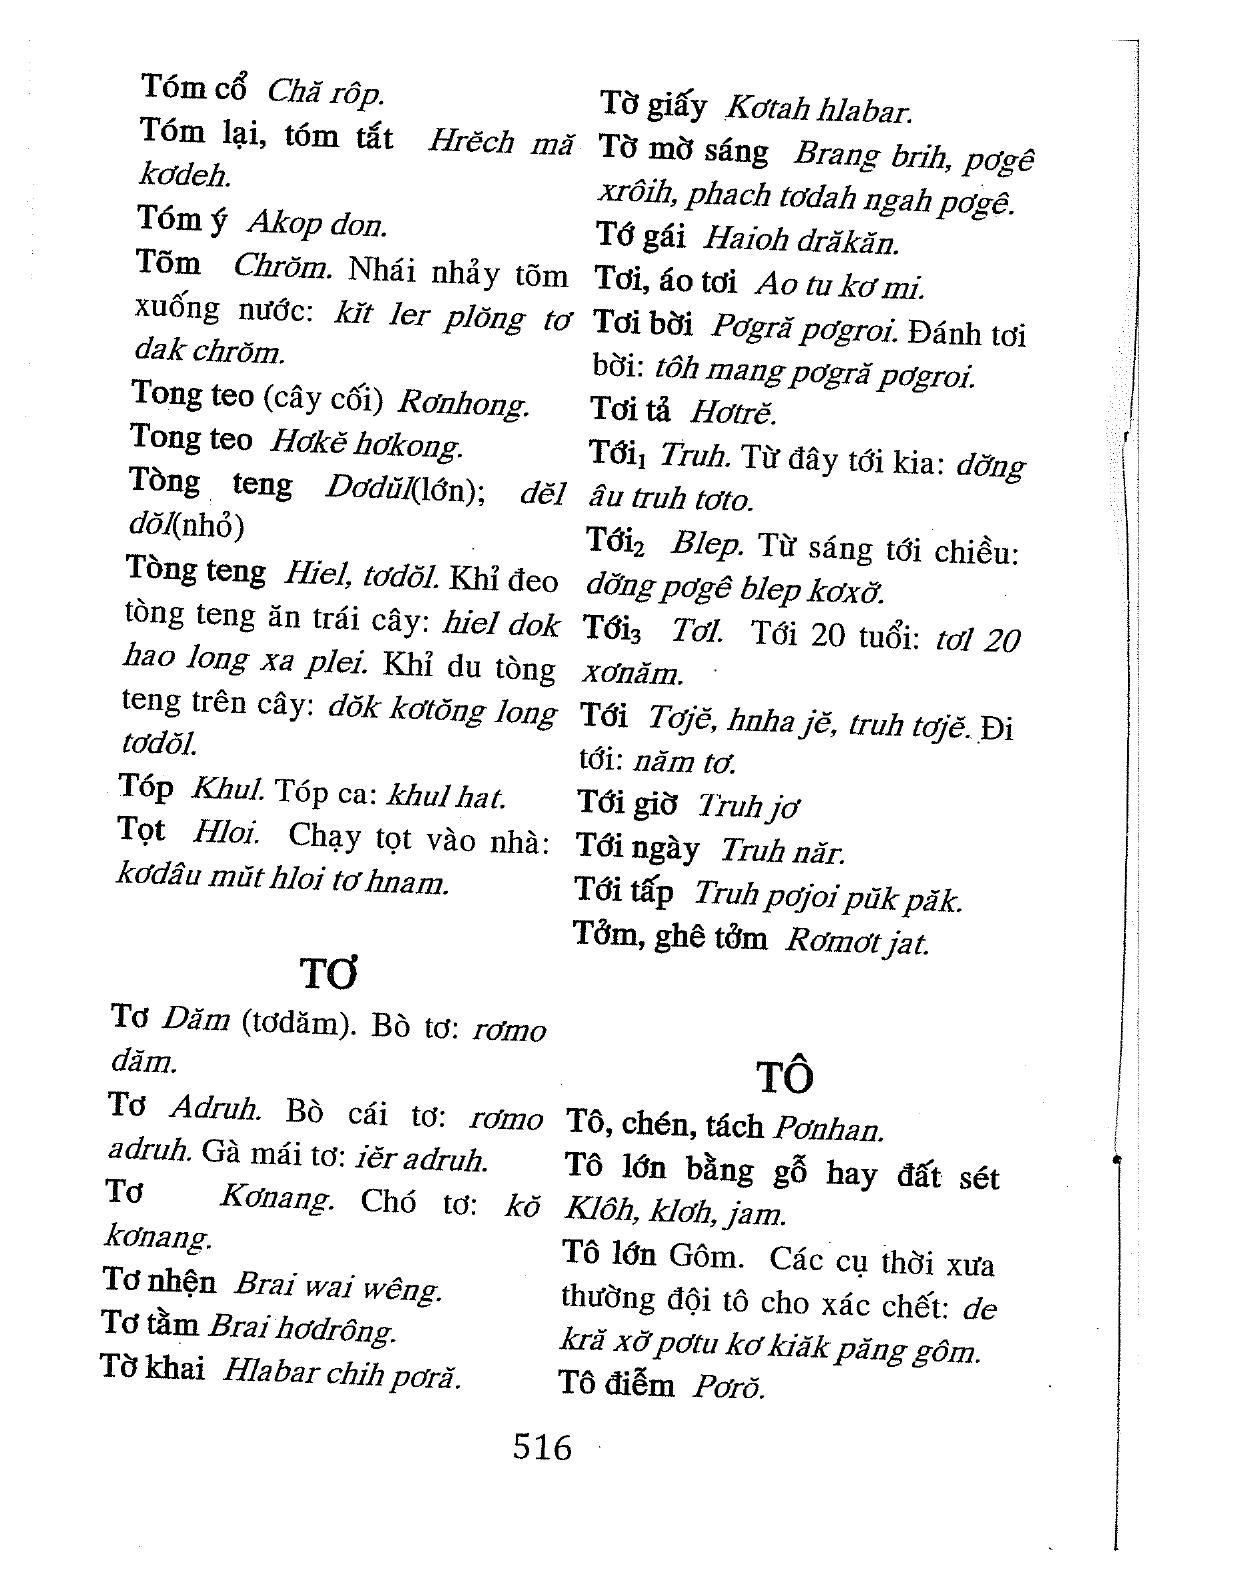 Tóm cổ Chă rôp.
Tóm lại, tóm tắt Hrĕch mă
kơdeh.
Tóm ý Akop don.
Tõm Chrŏm. Nhái nhảy tõm
xuống nước: kĭt ler plŏng tơ
dak chrŏm.
Tong teo (cây cối) Rơnhong.
Tong teo Hơkĕ hơkong.
Tòng teng Dơdŭl(lớn); dĕl
dŏl(nhỏ)
Tòng teng Hiel, tơdŏl. Khỉ đeo
tòng teng ăn trái cây: hiel dok
hao long xa plei. Khỉ du tòng
teng trên cây: dŏk kơtŏng long
tơdŏl.
Tóp Khul. Tóp ca: khul hat.
Tọt Hloi. Chạy tọt vào nhà:
kơdâu mŭt hloi tơ hnam.
TƠ
Tơ Dăm (tơdăm). Bò tơ: rơmo
dăm.
Tơ Adruh. Bò cái tơ: rơmo
adruh. Gà mái tơ: iĕr adruh.
Tơ Kơnang. Chó tơ: kŏ
kơnang.
Tơ nhện Brai wai wêng.
Tơ tằm Brai hơdrông.
Tờ khai Hlabar chih pơră.
Tờ giấy Kơtah hlabar.
Tờ mờ sáng Brang brih, pơgê
xrôih, phach tơdah ngah pơgê.
Tớ gái Haioh drăkăn.
Tơi, áo tơi Ao tu kơ mi.
Tơi bời Pơgră pơgroi. Đánh tơi
bời: tôh mang pơgră pơgroi.
Tơi tả Hơtrĕ.
Tới₁ Truh. Từ đây tới kia: dơ̆ng
âu truh tơto.
Tới₂ Blep. Từ sáng tới chiều:
dơ̆ng pơgê blep kơxơ̆.
Tới₃ Tơl. Tới 20 tuổi: tơl 20
xơnăm.
Tới Tơjĕ, hnha jĕ, truh tơjĕ. Đi
tới: năm tơ.
Tới giờ Truh jơ
Tới ngày Truh năr.
Tới tấp Truh pơjoi pŭk păk.
Tởm, ghê tởm Rơmơt jat.
TÔ
Tô, chén, tách Pơnhan.
Tô lớn bằng gỗ hay đất sét
Klôh, klơh, jam.
Tô lớn Gôm. Các cụ thời xưa
thường đội tô cho xác chết: de
kră xơ̆ pơtu kơ kiăk păng gôm.
Tô điểm Pơrŏ.
516